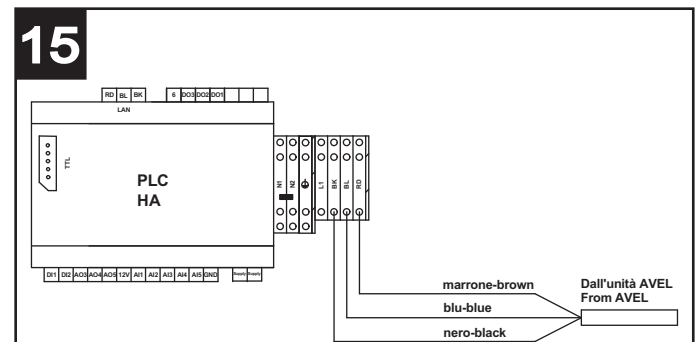 15
RD BL BK 6 DO3 DO2 DO1
LAN
TTL
PLC
HA
N1 N2 L1 BK BL RD
DI1 DI2 AO3 AO4 AO5 12V AI1 AI2 AI3 AI4 AI5 GND Supply Supply
marrone-brown
blu-blue
nero-black
Dall'unità AVEL
From AVEL